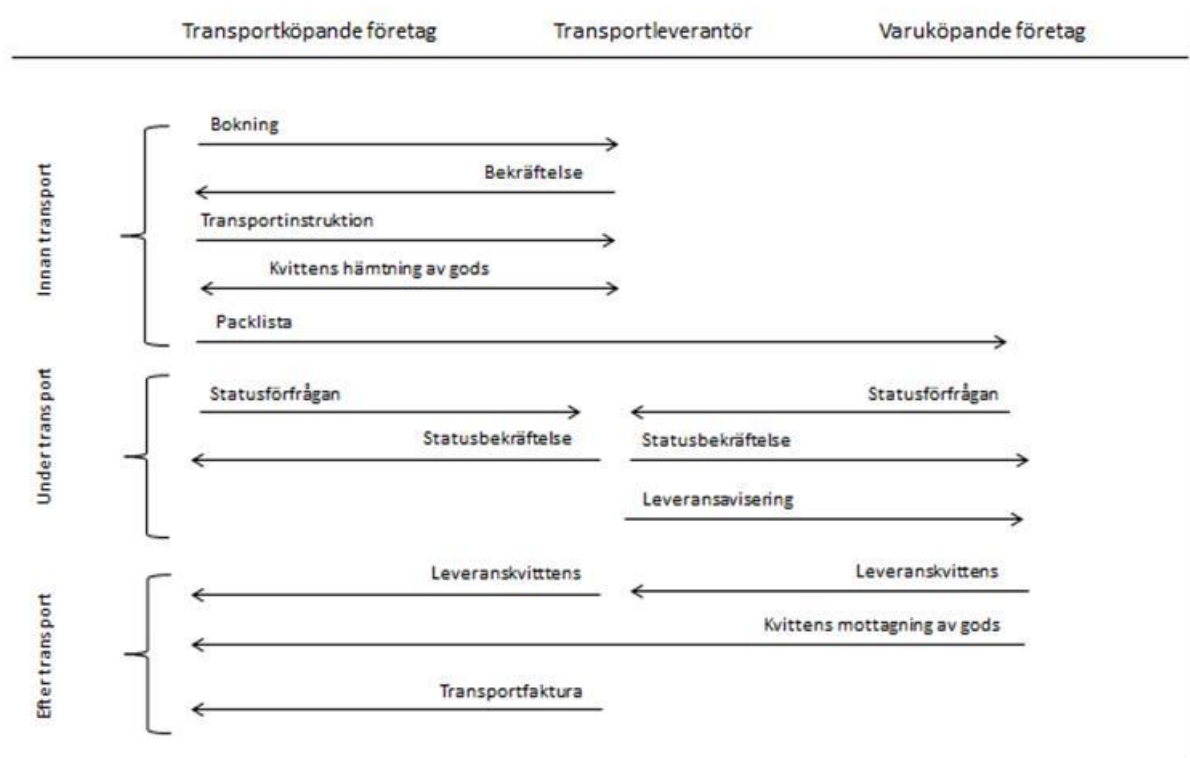 Transportköpande företag Transportleverantör Varuköpande företag
Innan transport
Bokning
Bekräftelse
Transportinstruktion
Kvittens hämtning av gods
Packlista
Under transport
Statusförfrågan Statusförfrågan
Statusbekräftelse Statusbekräftelse
Leveransavisering
Efter transport
Leveranskvitttens Leveranskvittens
Kvittens mottagning av gods
Transportfaktura